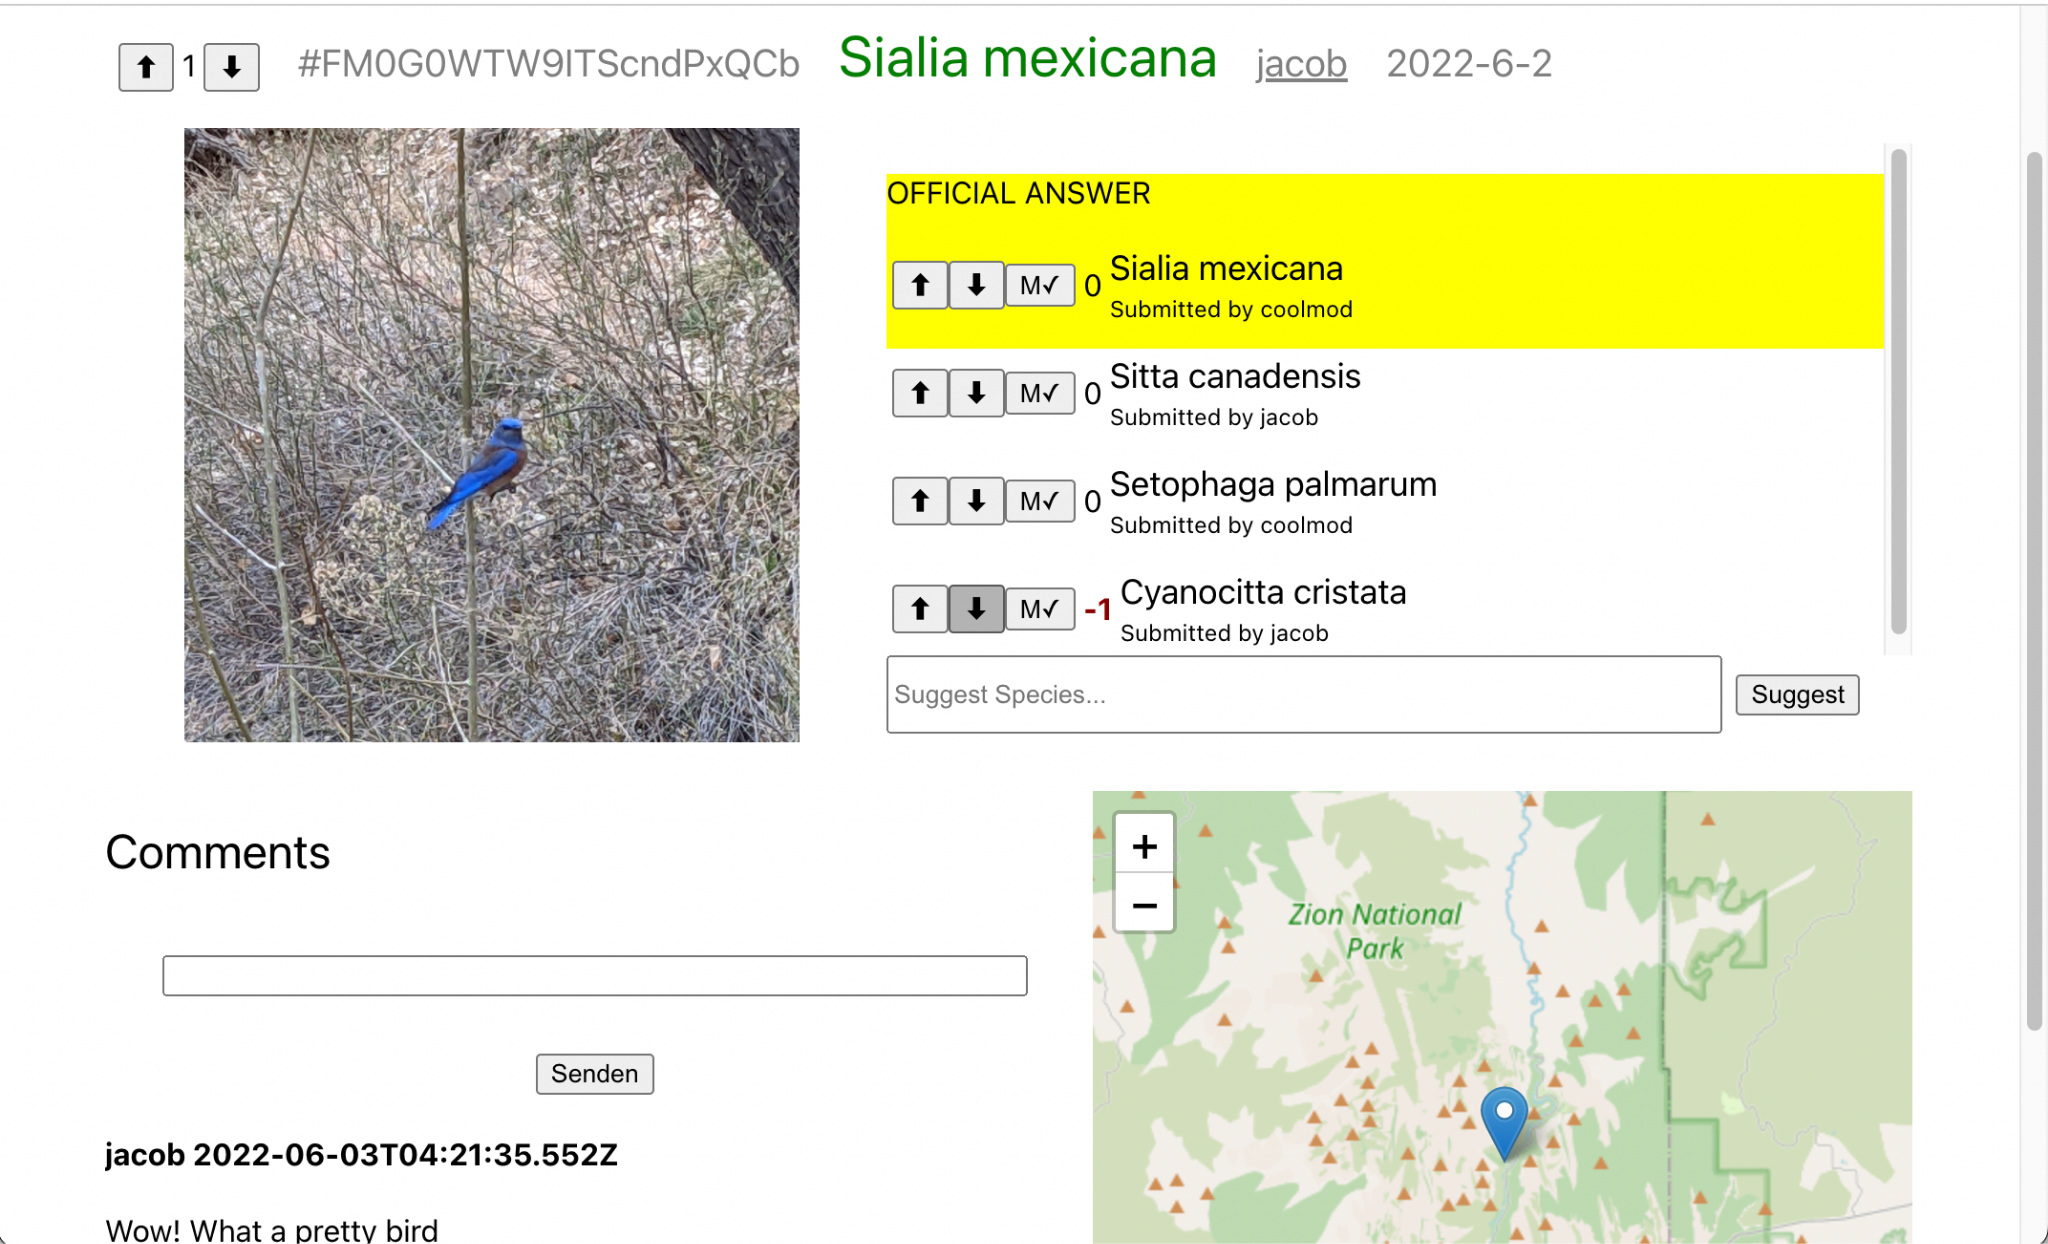 1 #FM0G0WTW9ITScndPxQCb Sialia mexicana jacob 2022-6-2
OFFICIAL ANSWER
M✓ 0 Sialia mexicana
Submitted by coolmod
M✓ 0 Sitta canadensis
Submitted by jacob
M✓ 0 Setophaga palmarum
Submitted by coolmod
M✓ -1 Cyanocitta cristata
Submitted by jacob
Suggest Species... Suggest
Comments
Senden
jacob 2022-06-03T04:21:35.552Z
Wow! What a pretty bird
+
−
Zion National
Park